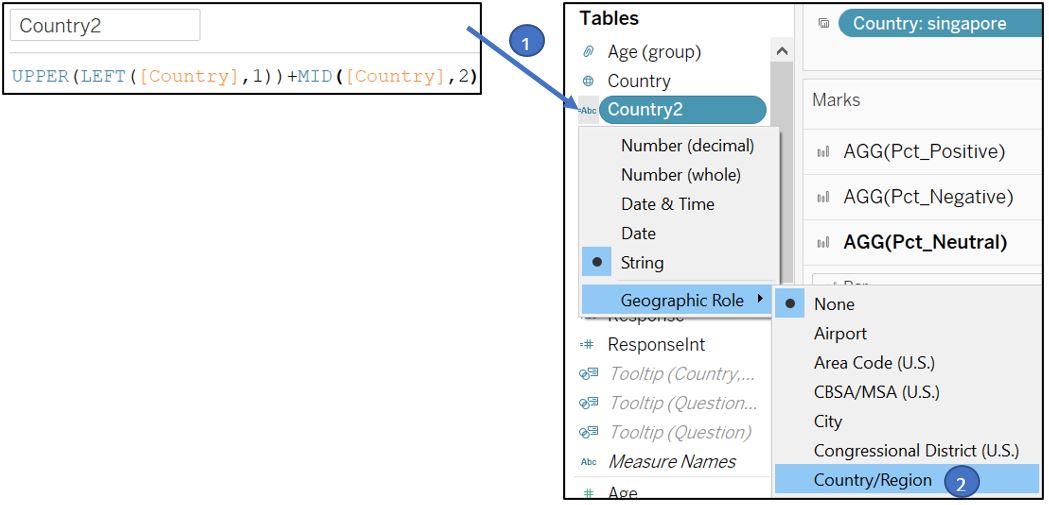 Country2
UPPER(LEFT([Country],1))+MID([Country],2)
1
Tables
Age (group)
Country
=Abc Country2
Number (decimal)
Number (whole)
Date & Time
Date
String
Geographic Role
Response
=# ResponseInt
Tooltip (Country,...
Tooltip (Question...
Tooltip (Question)
Abc Measure Names
# Age
Country: singapore
Marks
AGG(Pct_Positive)
AGG(Pct_Negative)
AGG(Pct_Neutral)
None
Airport
Area Code (U.S.)
CBSA/MSA (U.S.)
City
Congressional District (U.S.)
Country/Region 2